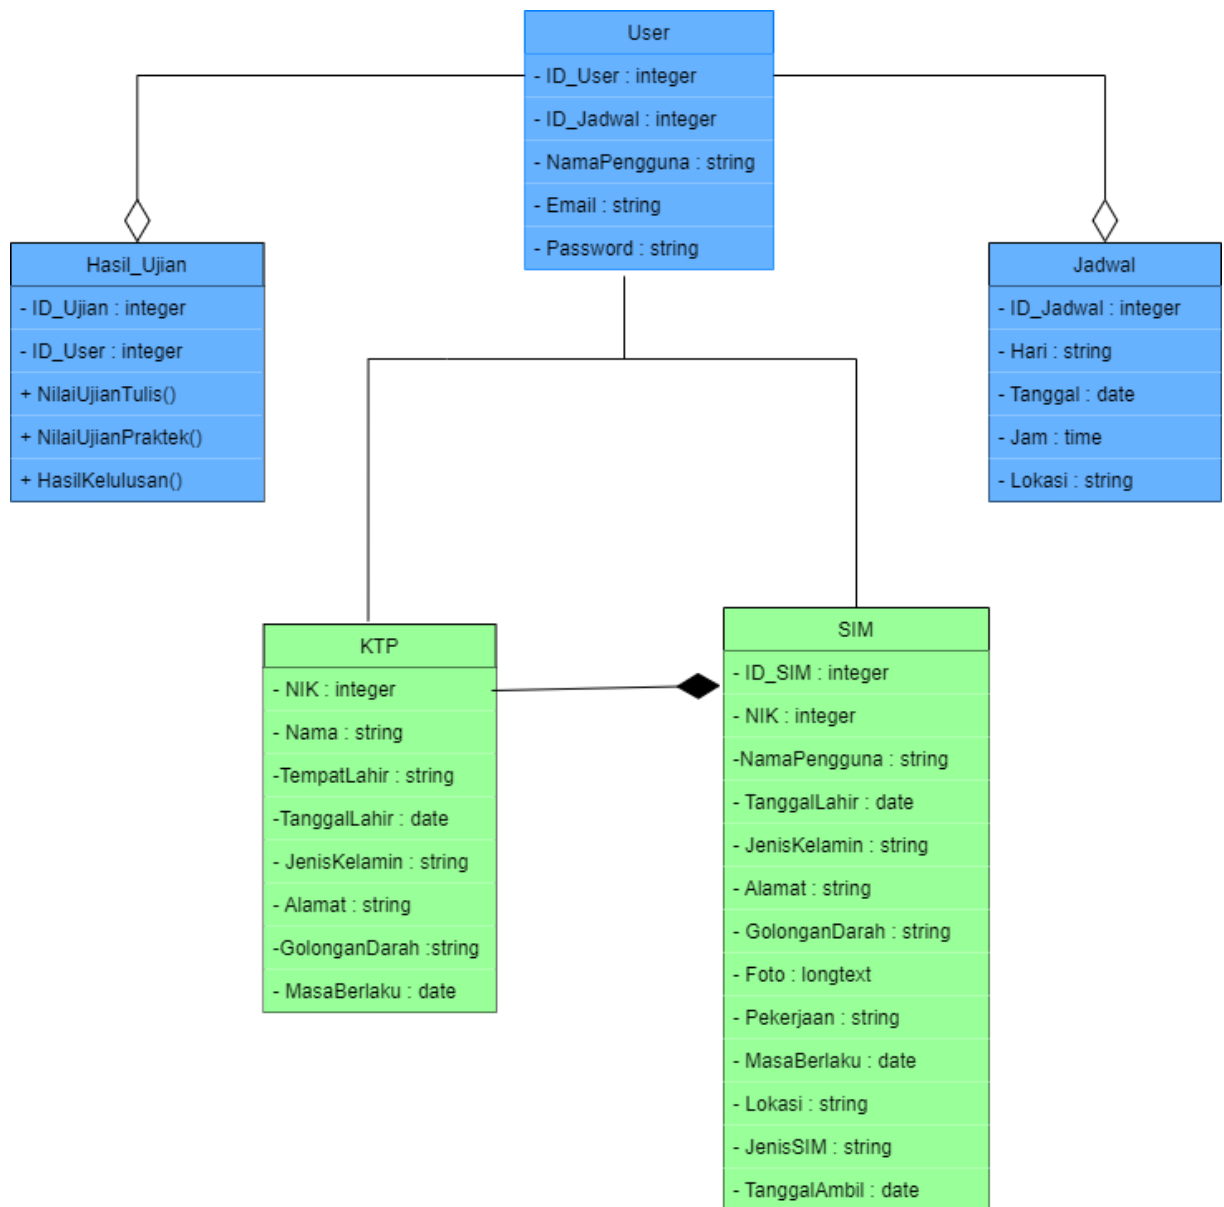 User
- ID_User : integer
- ID_Jadwal : integer
- NamaPengguna : string
- Email : string
- Password : string
Hasil_Ujian
- ID_Ujian : integer
- ID_User : integer
+ NilaiUjianTulis()
+ NilaiUjianPraktek()
+ HasilKelulusan()
Jadwal
- ID_Jadwal : integer
- Hari : string
- Tanggal : date
- Jam : time
- Lokasi : string
KTP
- NIK : integer
- Nama : string
-TempatLahir : string
-TanggalLahir : date
- JenisKelamin : string
- Alamat : string
-GolonganDarah :string
- MasaBerlaku : date
SIM
- ID_SIM : integer
- NIK : integer
-NamaPengguna : string
- TanggalLahir : date
- JenisKelamin : string
- Alamat : string
- GolonganDarah : string
- Foto : longtext
- Pekerjaan : string
- MasaBerlaku : date
- Lokasi : string
- JenisSIM : string
- TanggalAmbil : date